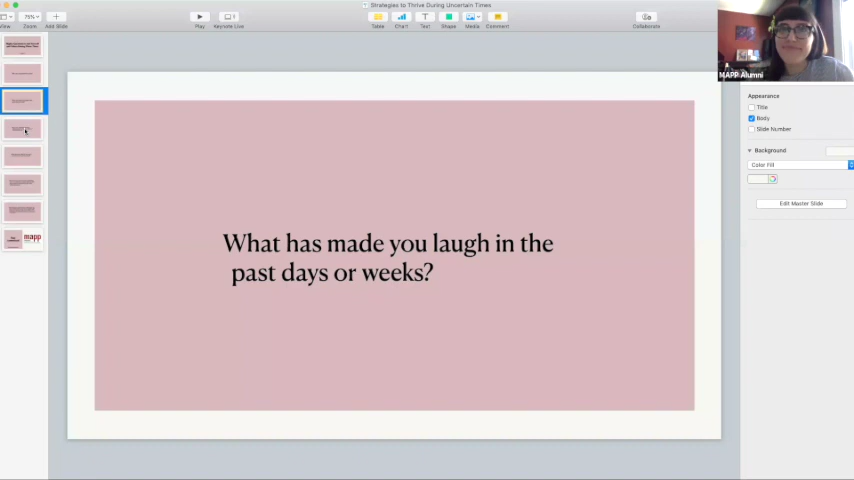 Strategies to Thrive During Uncertain Times
View
75%
Zoom
Add Slide
Play
Keynote Live
Table
Chart
Text
Shape
Media
Comment
Collaborate
MAPP Alumni
Appearance
Title
Body
Slide Number
Background
Color Fill
Edit Master Slide
What has made you laugh in the
past days or weeks?
mapp